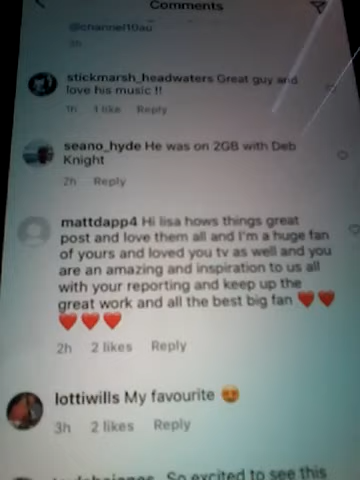 Comments
@channel10au
3h
stickmarsh_headwaters Great guy and
love his music !!
1h 1 like Reply
seano_hyde He was on 2GB with Deb
Knight
2h Reply
mattdapp4 Hi lisa hows things great
post and love them all and I'm a huge fan
of yours and loved you tv as well and you
are an amazing and inspiration to us all
with your reporting and keep up the
great work and all the best big fan ❤️❤️
❤️❤️❤️
2h 2 likes Reply
lottiwills My favourite 😍
3h 2 likes Reply
So excited to see this